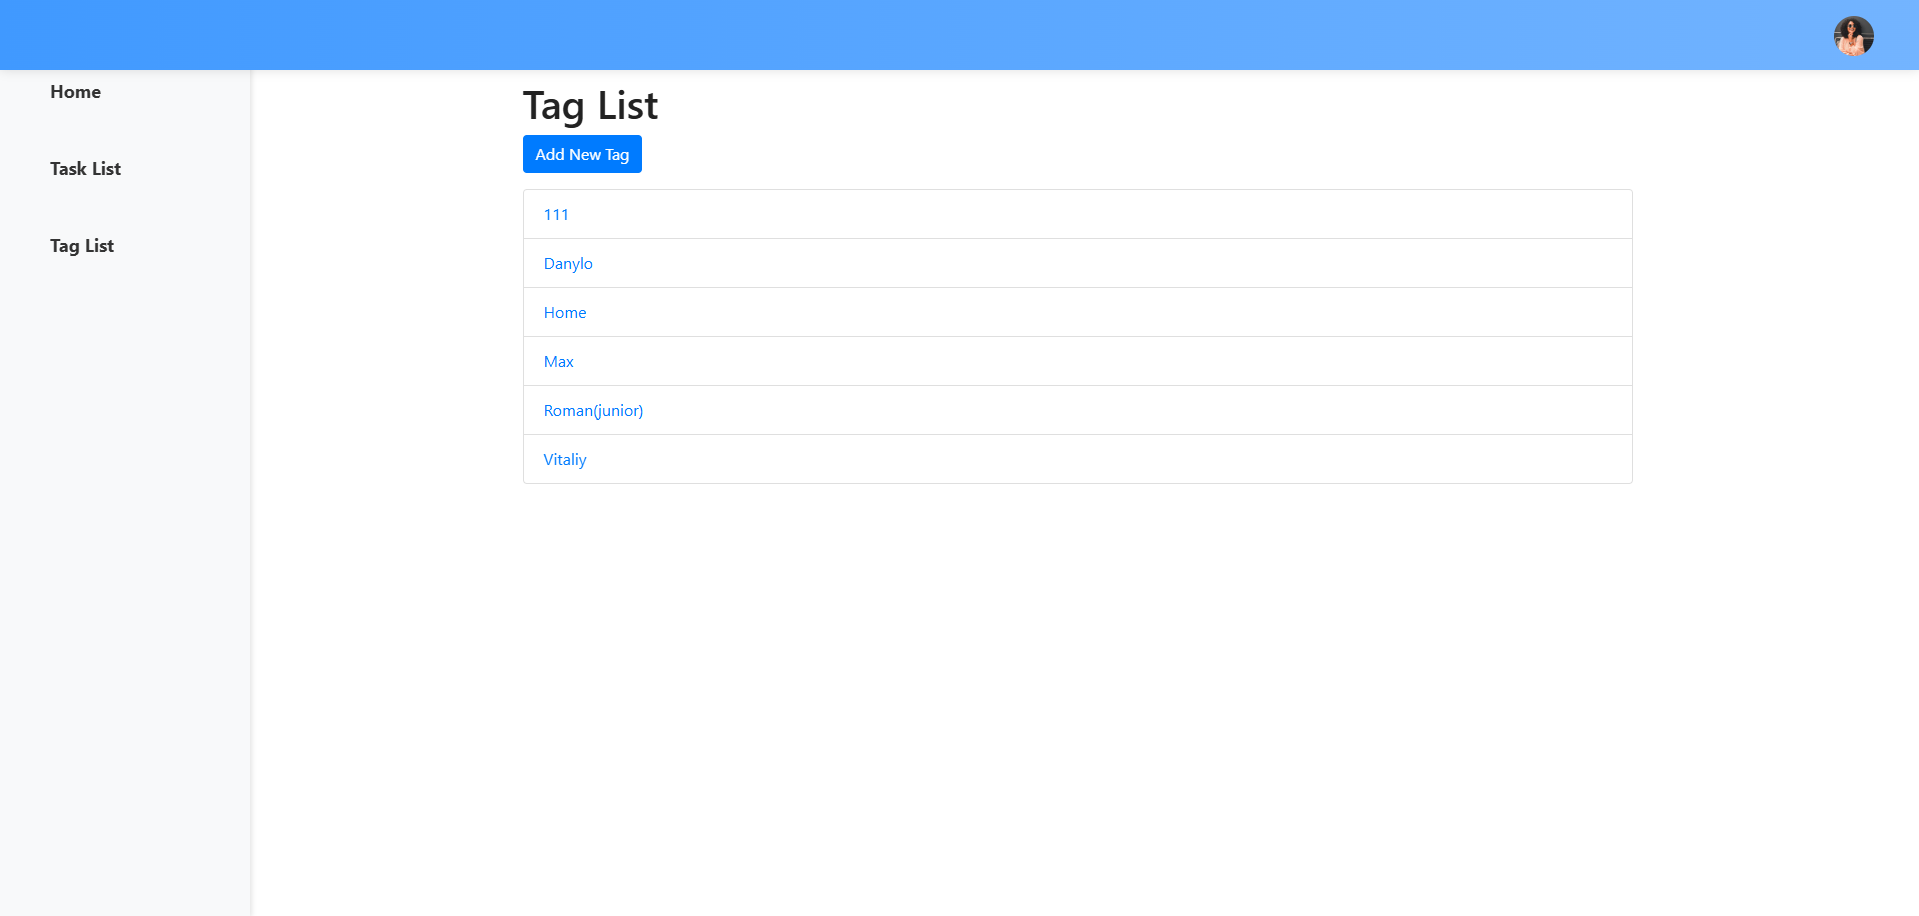 Home
Task List
Tag List
Tag List
Add New Tag
111
Danylo
Home
Max
Roman(junior)
Vitaliy